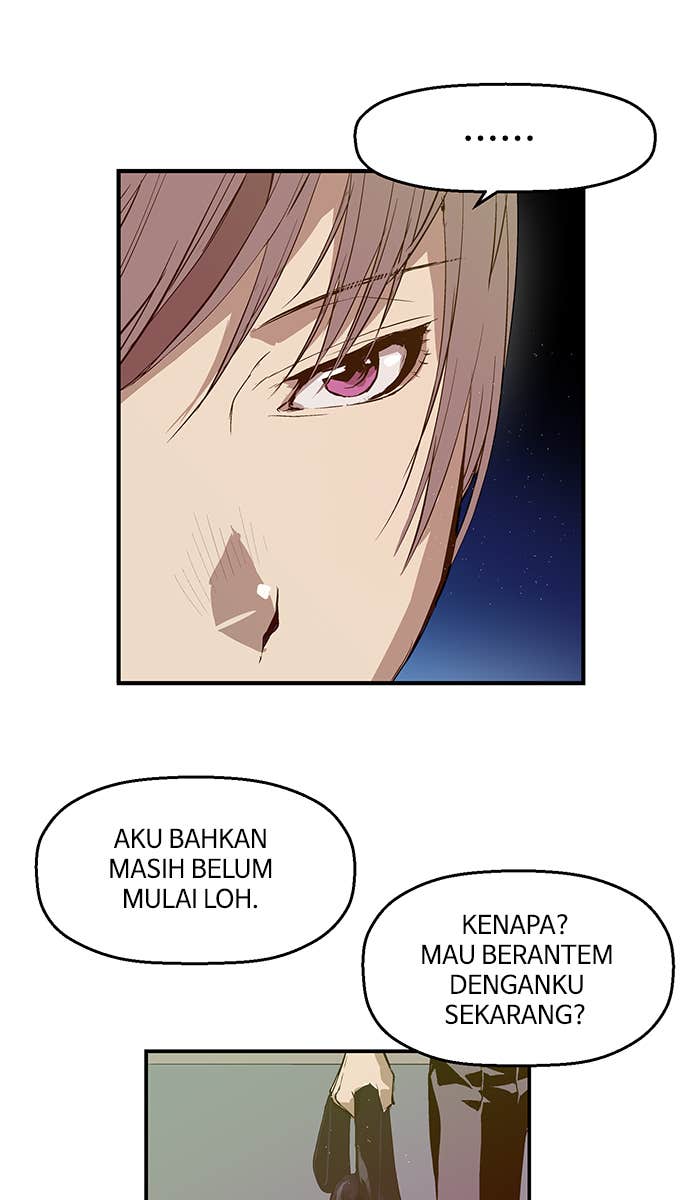 ......
AKU BAHKAN
MASIH BELUM
MULAI LOH.
KENAPA?
MAU BERANTEM
DENGANKU
SEKARANG?